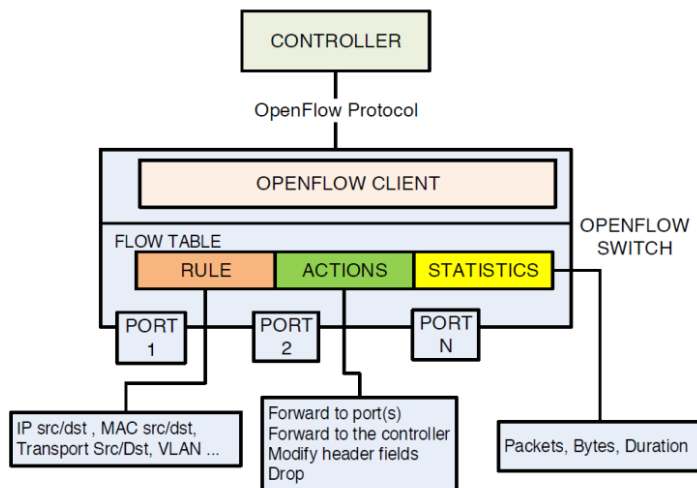 CONTROLLER
OpenFlow Protocol
OPENFLOW CLIENT
OPENFLOW
SWITCH
FLOW TABLE
RULE
ACTIONS
STATISTICS
PORT
1
PORT
2
PORT
N
IP src/dst , MAC src/dst,
Transport Src/Dst, VLAN ...
Forward to port(s)
Forward to the controller
Modify header fields
Drop
Packets, Bytes, Duration